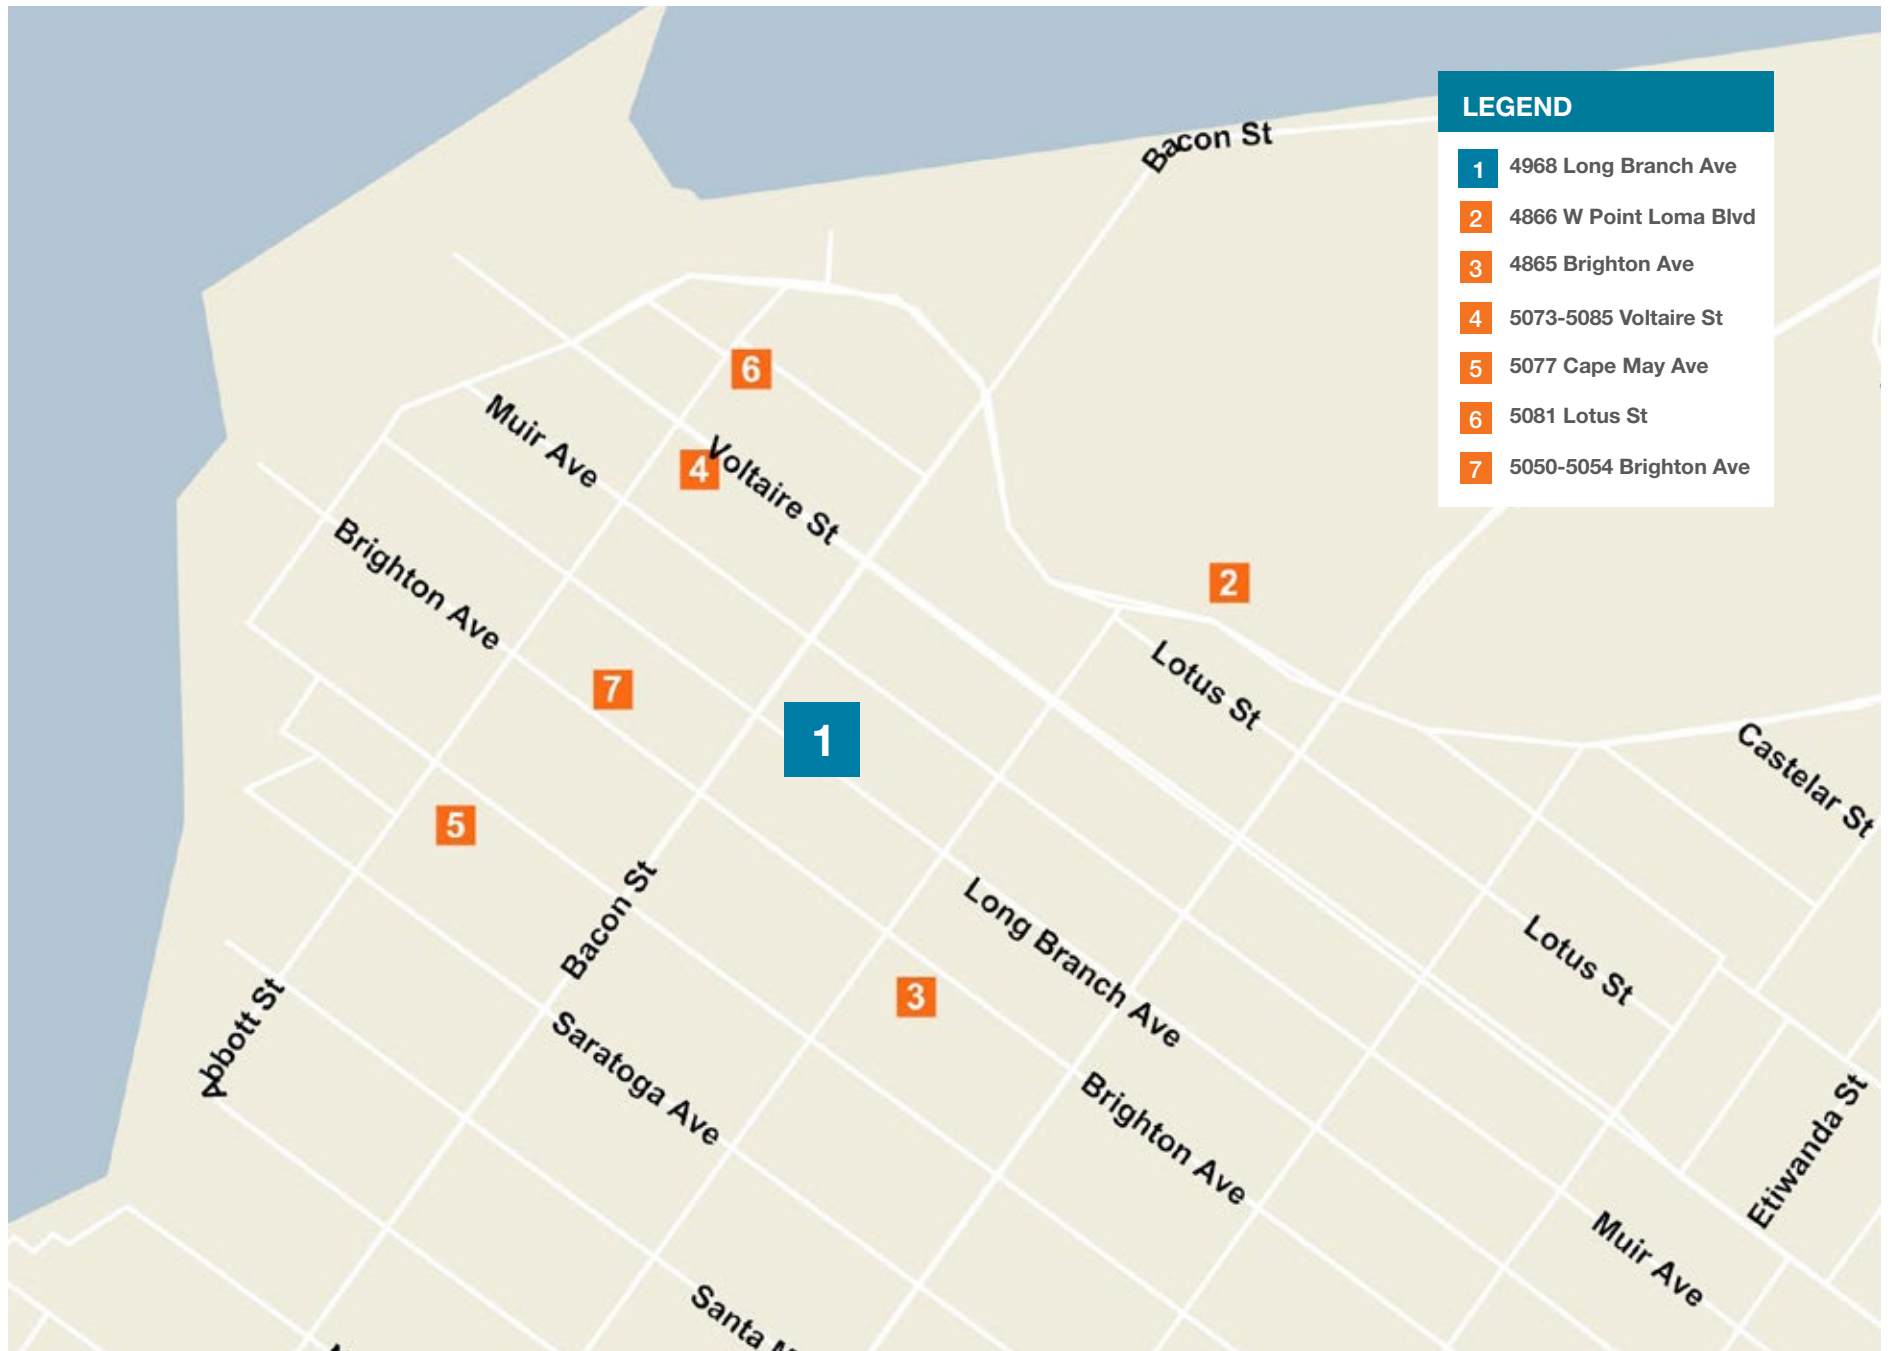 Bacon St
LEGEND
1 4968 Long Branch Ave
2 4866 W Point Loma Blvd
3 4865 Brighton Ave
4 5073-5085 Voltaire St
5 5077 Cape May Ave
6 5081 Lotus St
7 5050-5054 Brighton Ave
6
Muir Ave
4
Voltaire St
Brighton Ave
2
Lotus St
7
1
Castelar St
5
Bacon St
Long Branch Ave
Lotus St
3
Abbott St
Saratoga Ave
Brighton Ave
Etiwanda St
Muir Ave
Santa